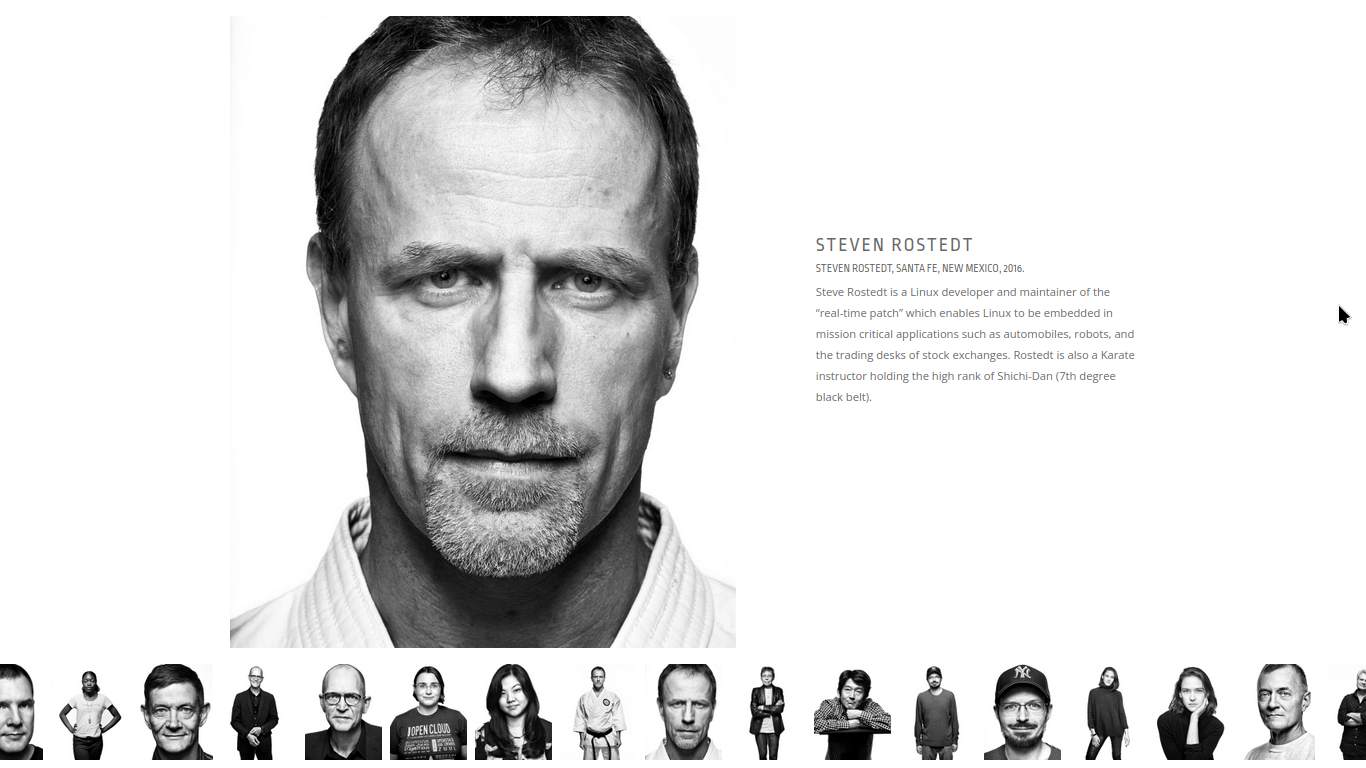 STEVEN ROSTEDT
STEVEN ROSTEDT, SANTA FE, NEW MEXICO, 2016.
Steve Rostedt is a Linux developer and maintainer of the
“real-time patch” which enables Linux to be embedded in
mission critical applications such as automobiles, robots, and
the trading desks of stock exchanges. Rostedt is also a Karate
instructor holding the high rank of Shichi-Dan (7th degree
black belt).
OPEN CLOUD